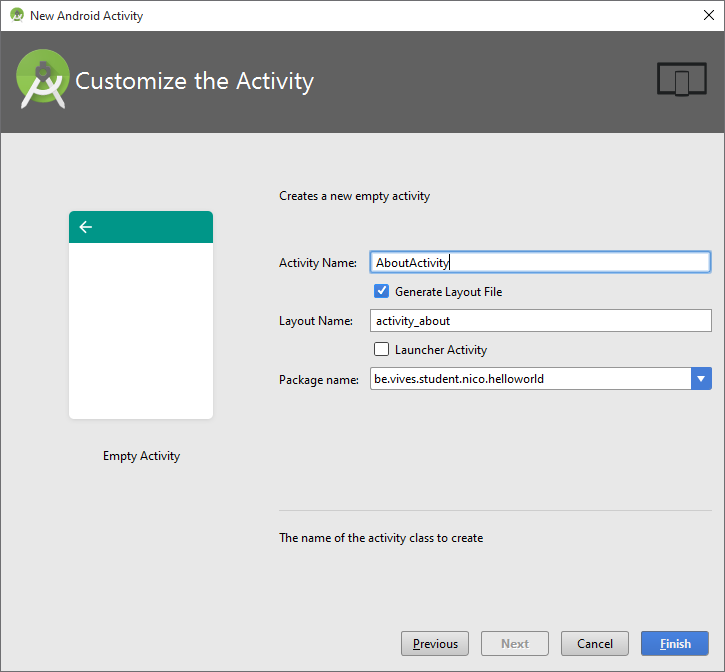 New Android Activity
Customize the Activity
Creates a new empty activity
Activity Name: AboutActivity
Generate Layout File
Layout Name: activity_about
Launcher Activity
Package name: be.vives.student.nico.helloworld
Empty Activity
The name of the activity class to create
Previous Next Cancel Finish